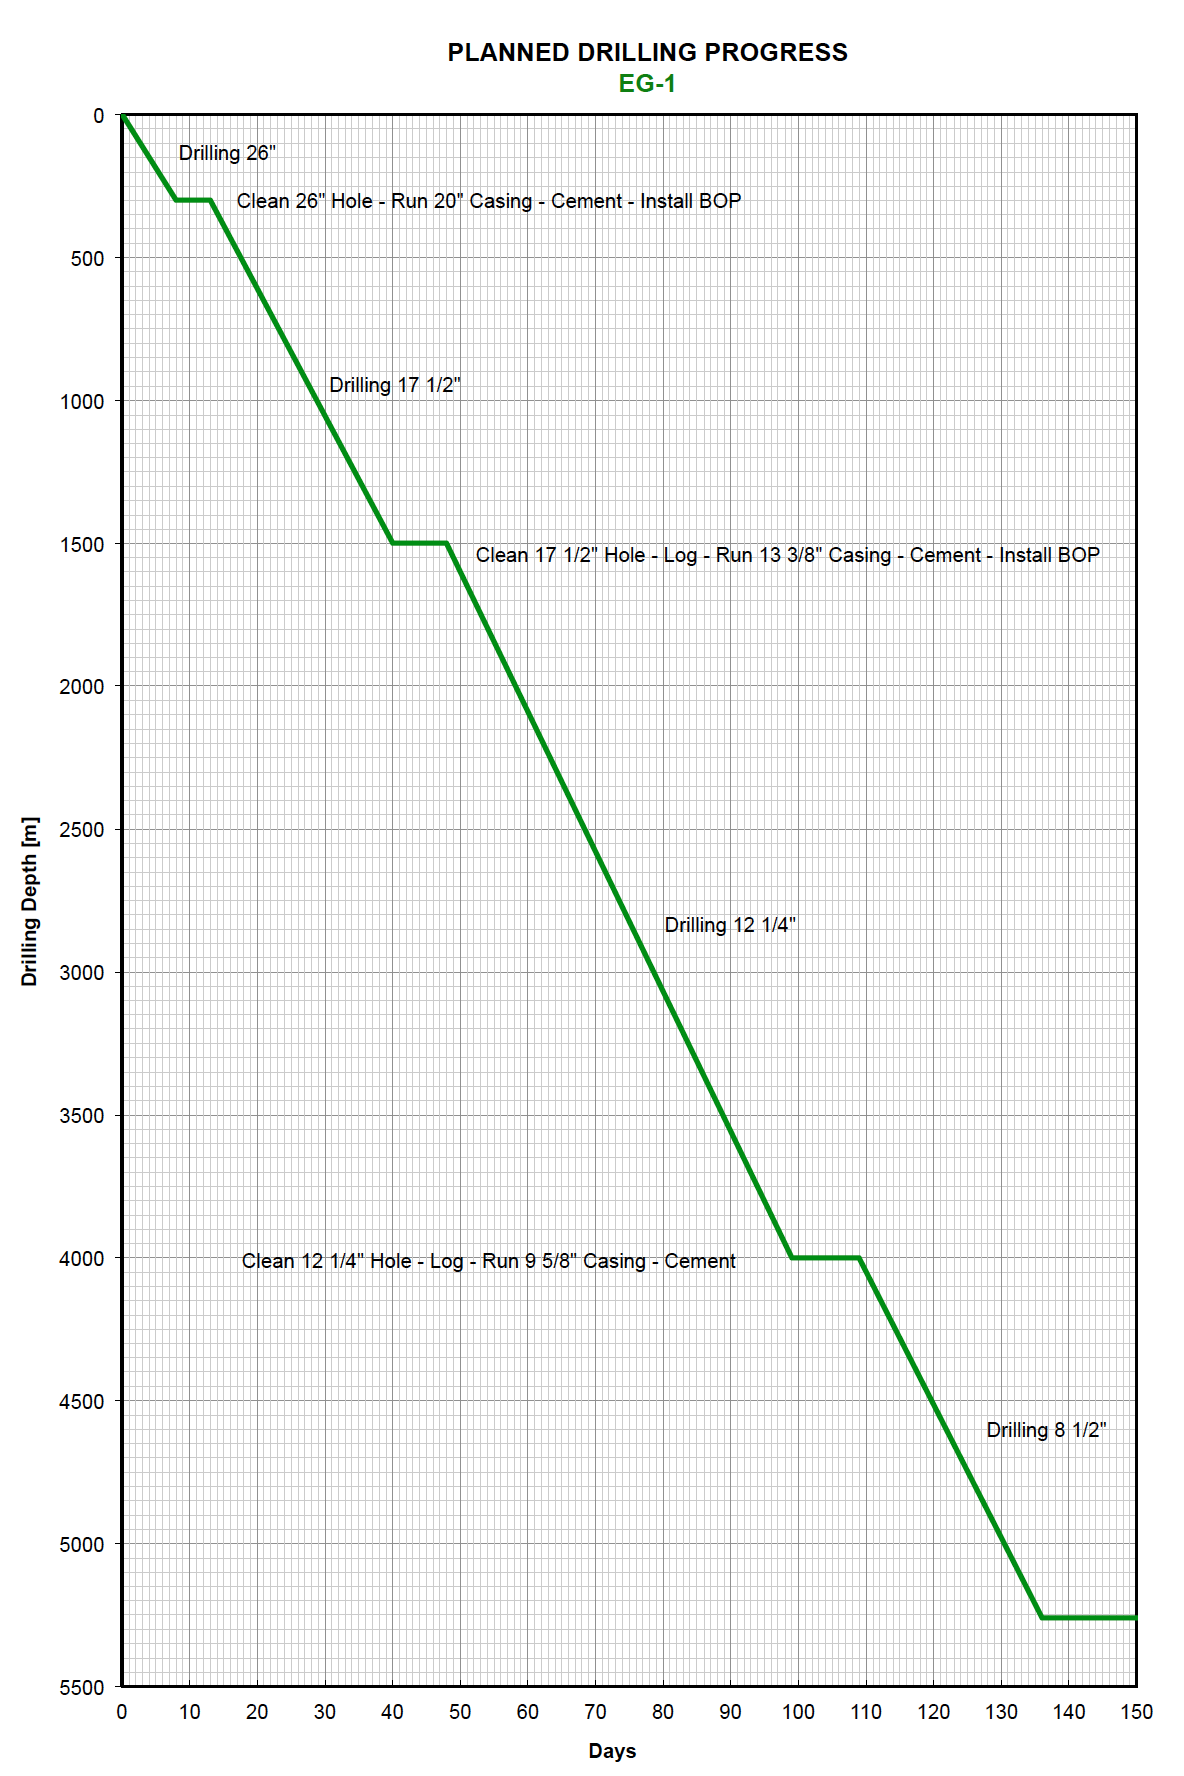 PLANNED DRILLING PROGRESS
EG-1
0
Drilling 26"
Clean 26" Hole - Run 20" Casing - Cement - Install BOP
500
Drilling 17 1/2"
1000
1500
Clean 17 1/2" Hole - Log - Run 13 3/8" Casing - Cement - Install BOP
2000
2500
Drilling Depth [m]
Drilling 12 1/4"
3000
3500
4000
Clean 12 1/4" Hole - Log - Run 9 5/8" Casing - Cement
4500
Drilling 8 1/2"
5000
5500
0 10 20 30 40 50 60 70 80 90 100 110 120 130 140 150
Days